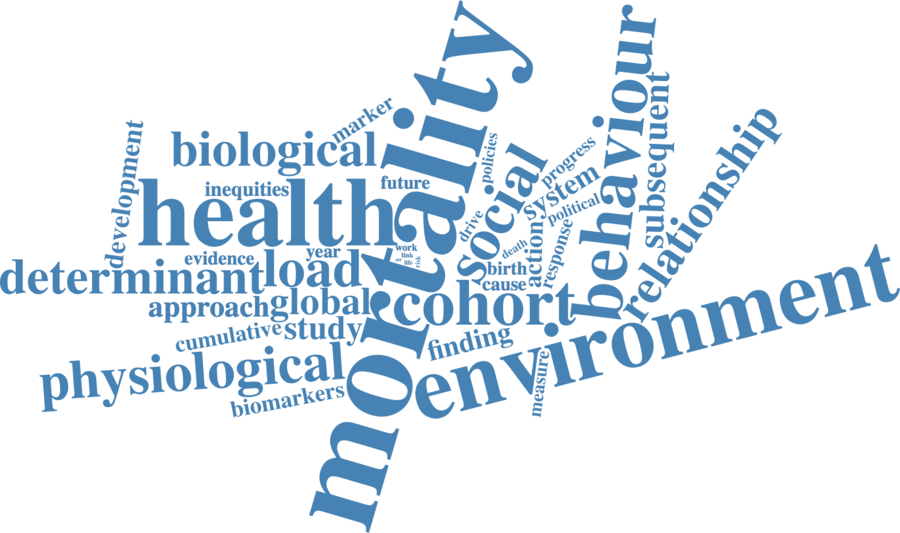 mortality
behaviour
marker
biological
development
inequities
future
health
policies
social
progress
system
political
subsequent
relationship
evidence
year
work
link
life
risk
drive
death
action
response
determinant
load
birth
cause
approach
global
cohort
cumulative
study
finding
environment
measure
physiological
biomarkers